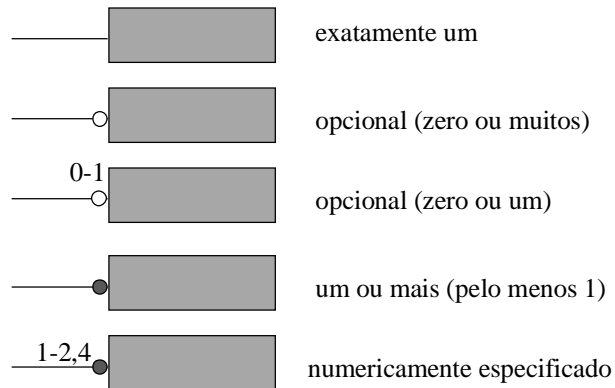 exatamente um
opcional (zero ou muitos)
0-1
opcional (zero ou um)
um ou mais (pelo menos 1)
1-2,4
numericamente especificado